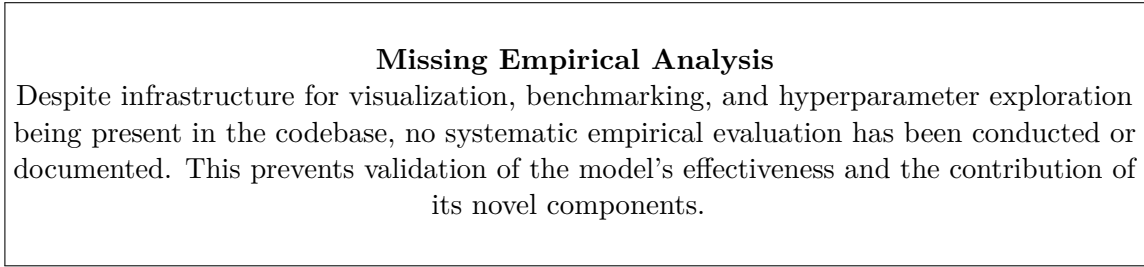 Missing Empirical Analysis
Despite infrastructure for visualization, benchmarking, and hyperparameter exploration
being present in the codebase, no systematic empirical evaluation has been conducted or
documented. This prevents validation of the model's effectiveness and the contribution of
its novel components.